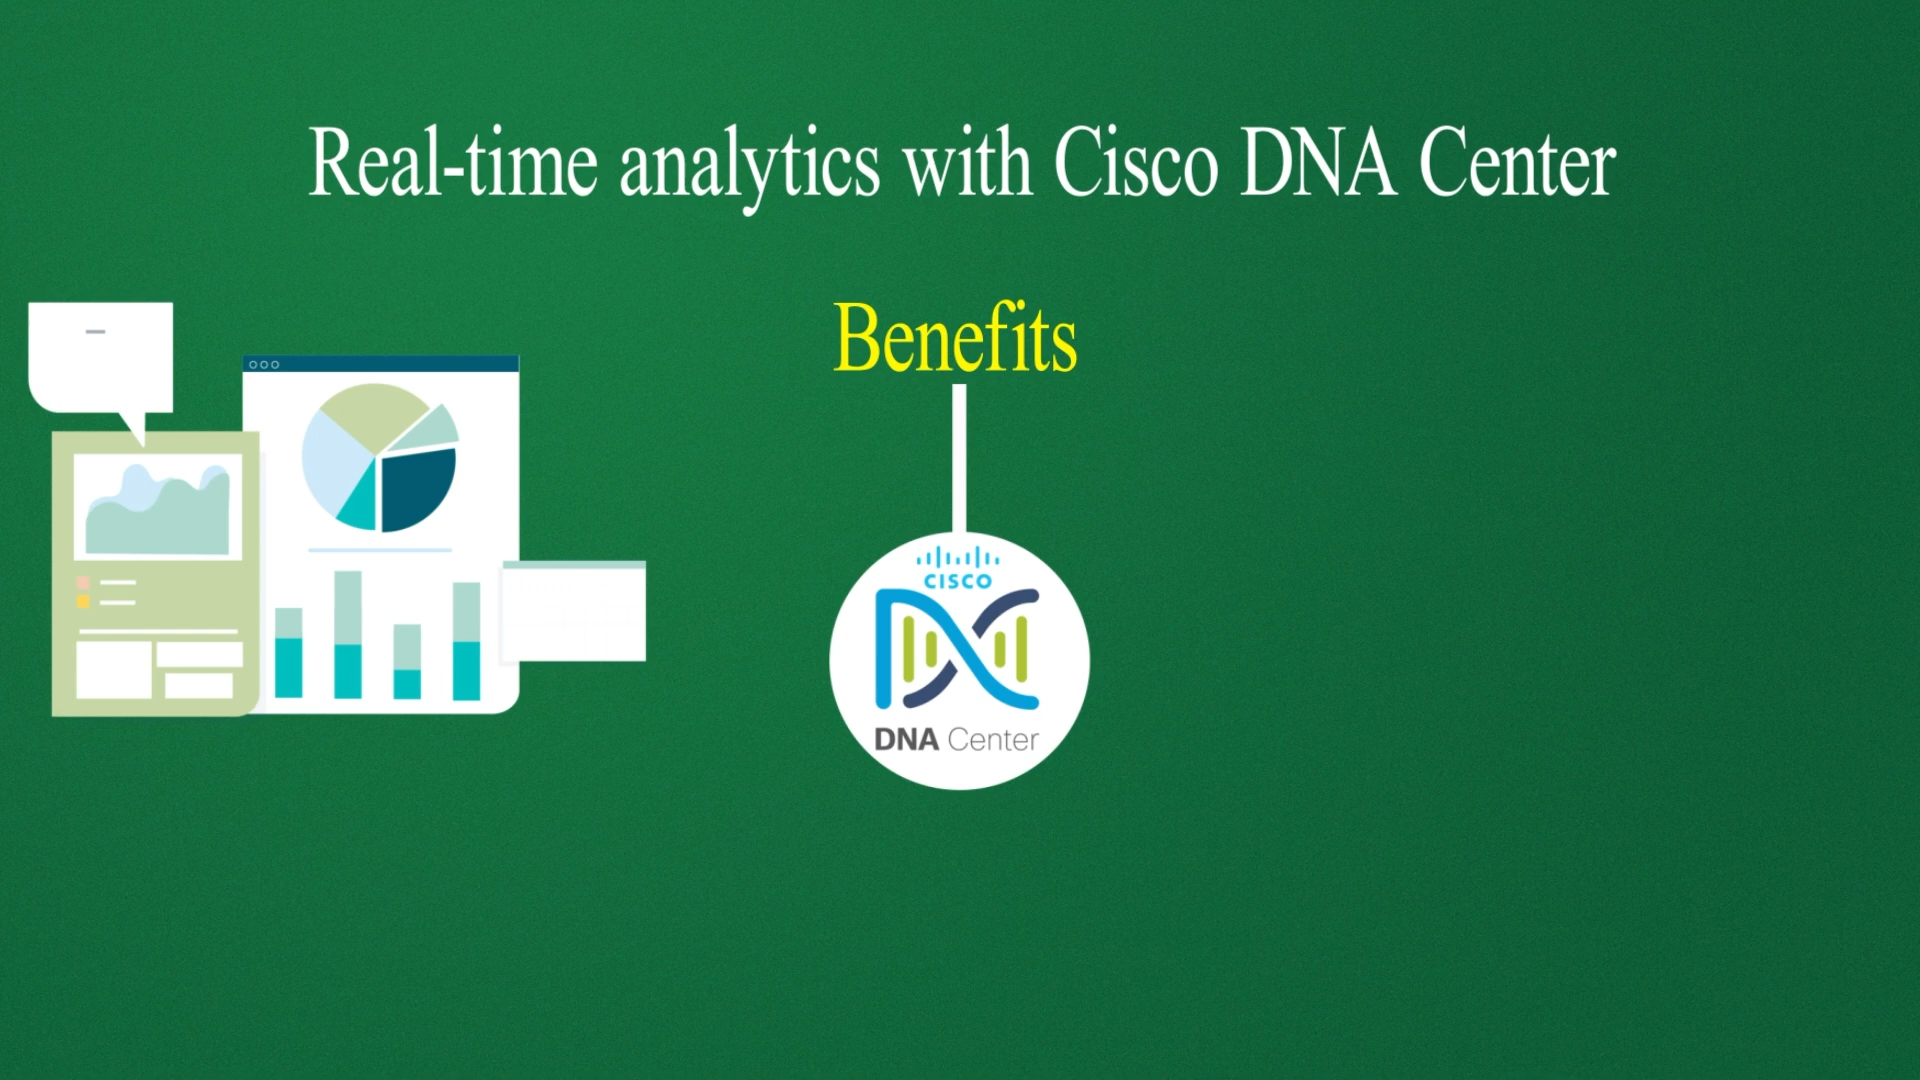 Real-time analytics with Cisco DNA Center
Benefits
CISCO
DNA Center